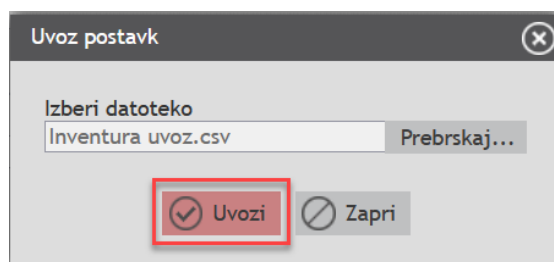 Uvoz postavk
Izberi datoteko
Inventura uvoz.csv Prebrskaj...
Uvozi Zapri